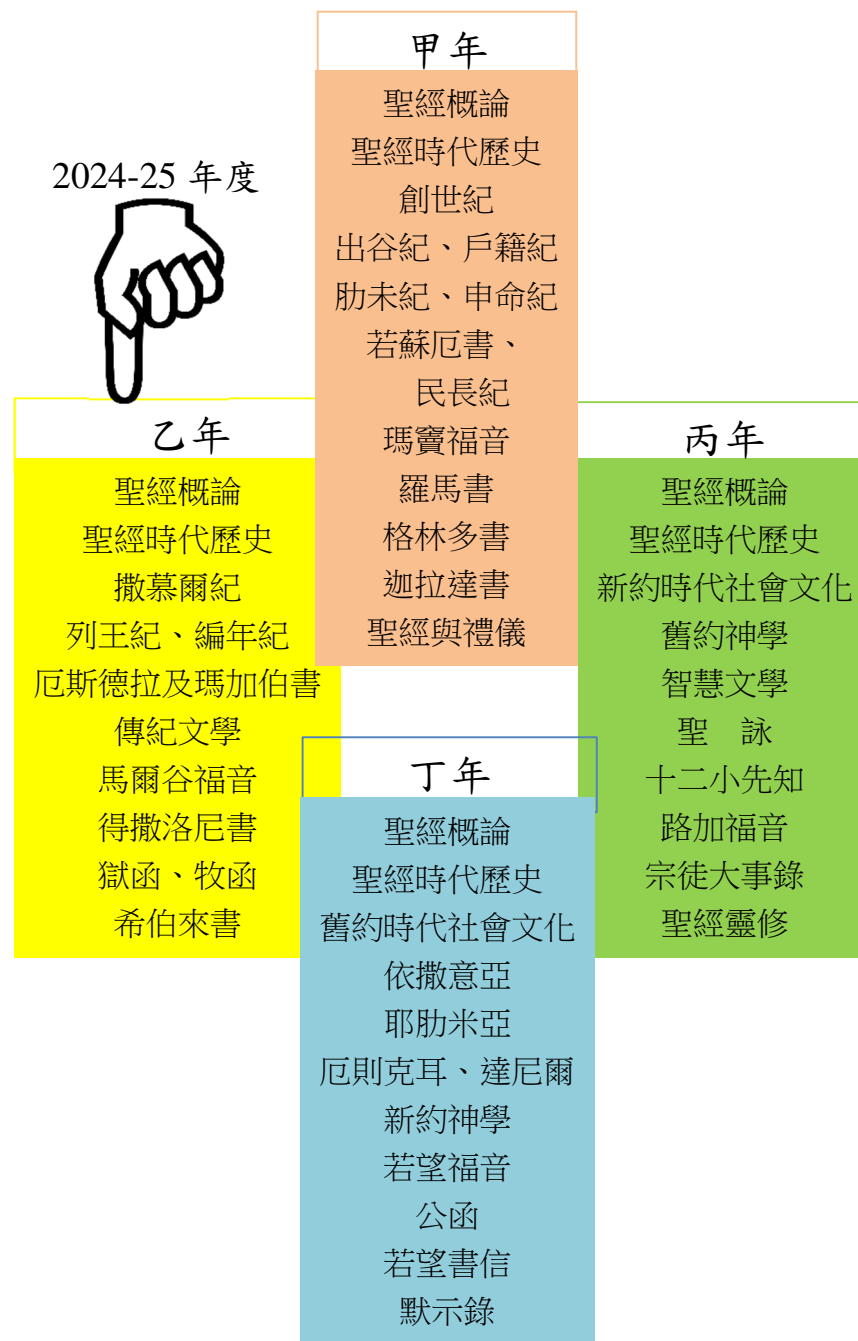 甲年
聖經概論
聖經時代歷史
創世紀
出谷紀、戶籍紀
肋未紀、申命紀
若蘇厄書、
民長紀
瑪竇福音
羅馬書
格林多書
迦拉達書
聖經與禮儀
2024-25 年度
乙年
聖經概論
聖經時代歷史
撒慕爾紀
列王紀、編年紀
厄斯德拉及瑪加伯書
傳紀文學
馬爾谷福音
得撒洛尼書
獄函、牧函
希伯來書
丙年
聖經概論
聖經時代歷史
新約時代社會文化
舊約神學
智慧文學
聖　詠
十二小先知
路加福音
宗徒大事錄
聖經靈修
丁年
聖經概論
聖經時代歷史
舊約時代社會文化
依撒意亞
耶肋米亞
厄則克耳、達尼爾
新約神學
若望福音
公函
若望書信
默示錄